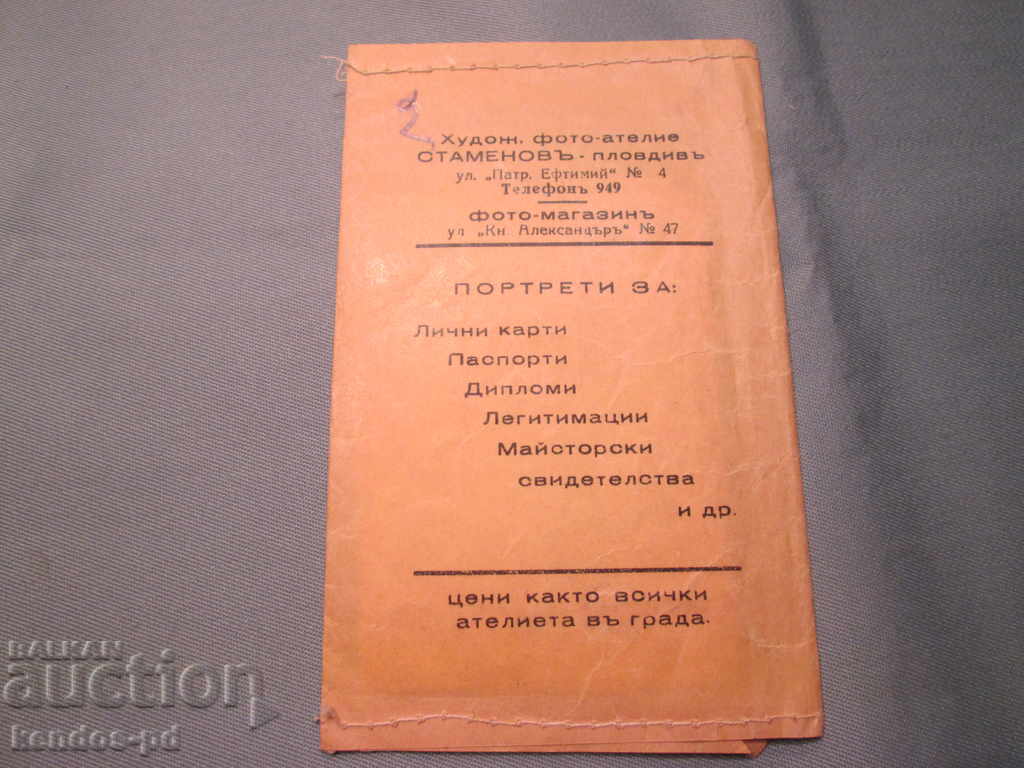 2
Худож. фото-ателие
СТАМЕНОВЪ - ПЛОВДИВЪ
ул. „Патр. Ефтимий“ № 4
Телефонъ 949
ФОТО-МАГАЗИНЪ
ул „Кн Александъръ“ № 47
ПОРТРЕТИ ЗА:
Лични карти
Паспорти
Дипломи
Легитимации
Майсторски
свидетелства
и др.
цени както всички
ателиета въ града.
BALKAN
auction
kendos-pd